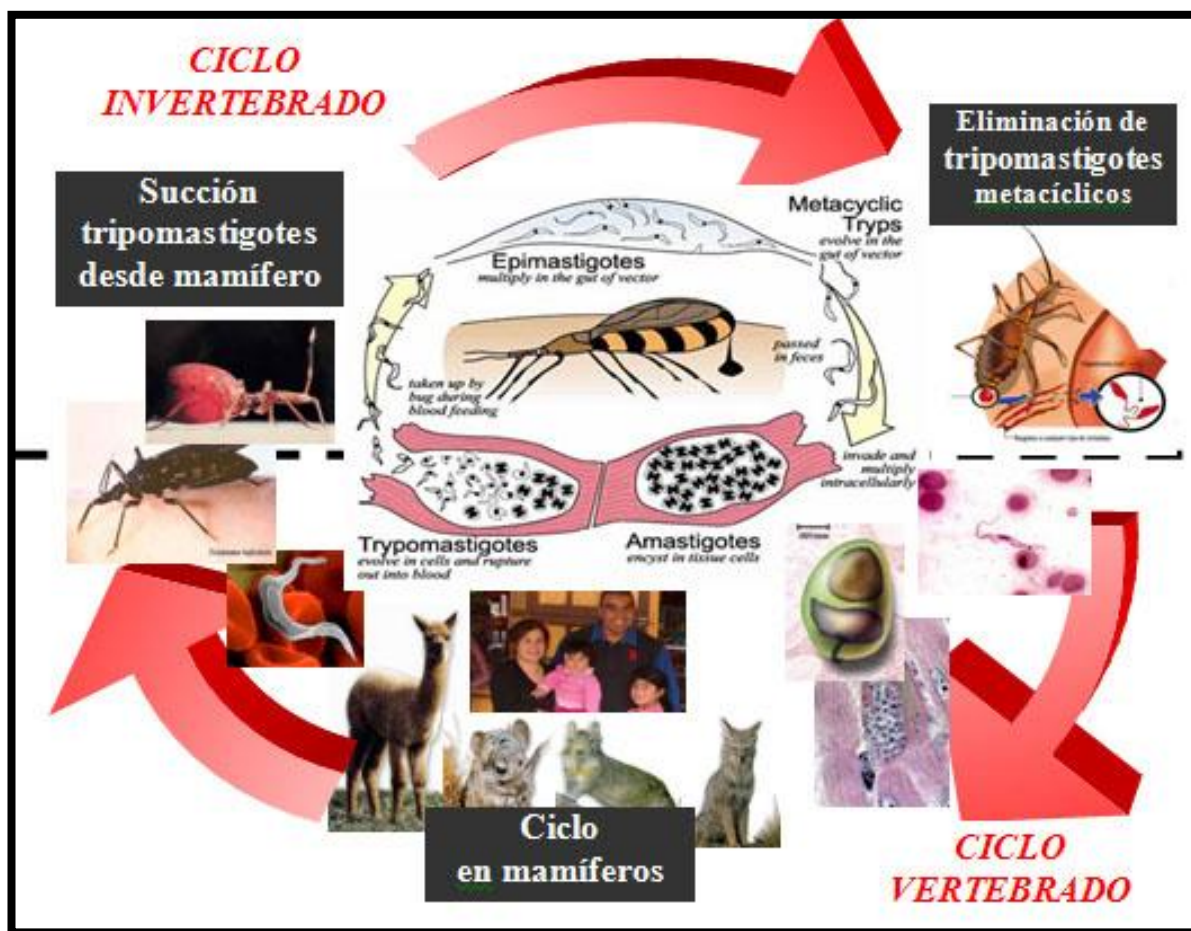 CICLO
INVERTEBRADO
Succión
tripomastigotes
desde mamífero
Eliminación de
tripomastigotes
metacíclicos
Metacyclic
Tryps
evolve in the
gut of vector
Epimastigotes
multiply in the gut of vector
taken up by
bug during
blood feeding
passed
in feces
invade and
multiply
intracellularly
Trypomastigotes
evolve in cells and rupture
out into blood
Amastigotes
encyst in tissue cells
Ciclo
en mamíferos
CICLO
VERTEBRADO